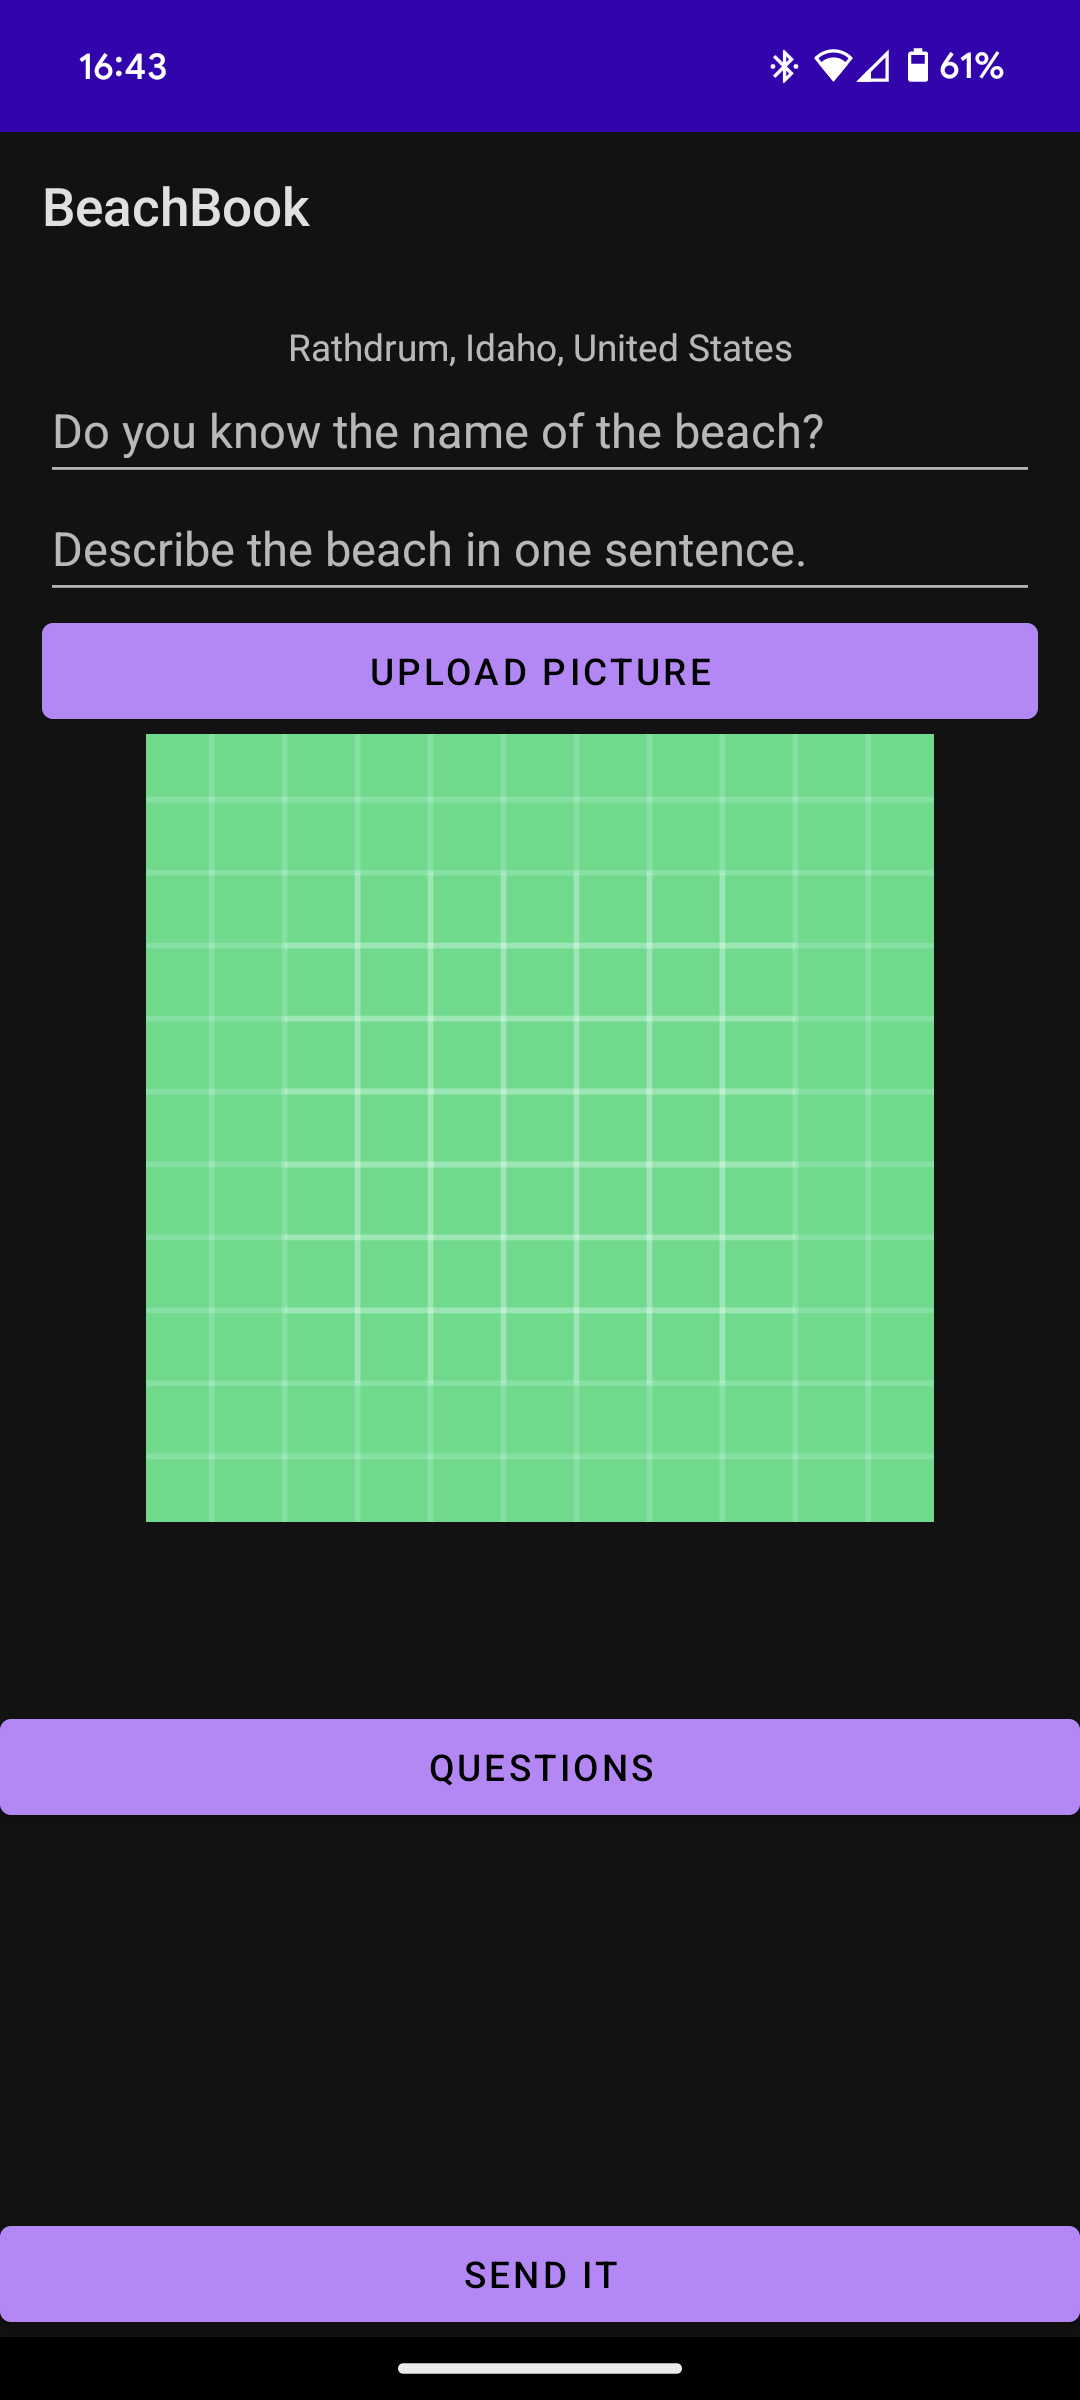 16:43
61%
BeachBook
Rathdrum, Idaho, United States
Do you know the name of the beach?
Describe the beach in one sentence.
UPLOAD PICTURE
QUESTIONS
SEND IT